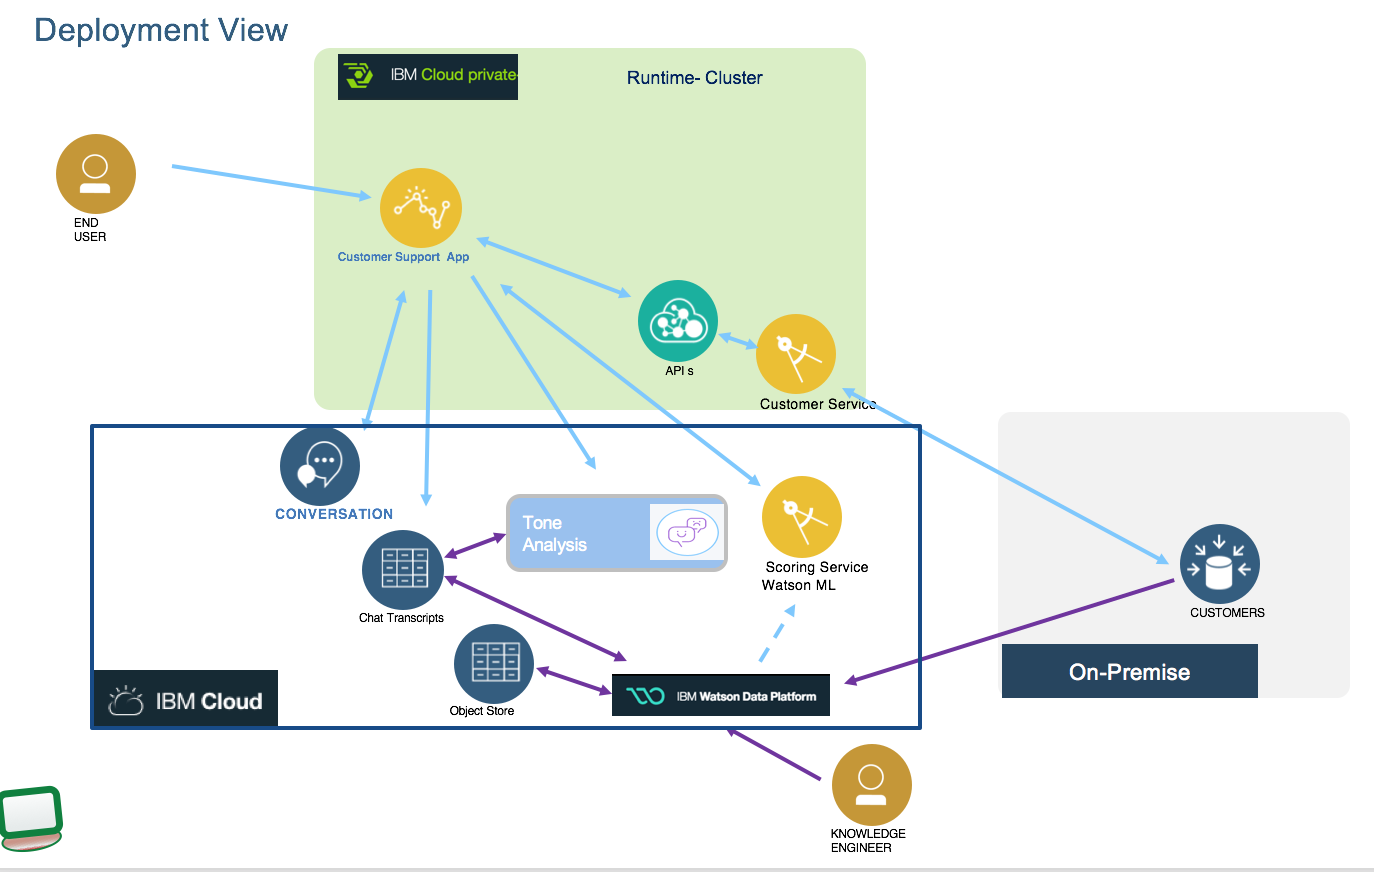 Deployment View
IBM Cloud private
Runtime- Cluster
END
USER
Customer Support App
API s
Customer Service
CONVERSATION
Tone
Analysis
Scoring Service
Watson ML
Chat Transcripts
CUSTOMERS
On-Premise
Object Store
IBM Watson Data Platform
IBM Cloud
KNOWLEDGE
ENGINEER